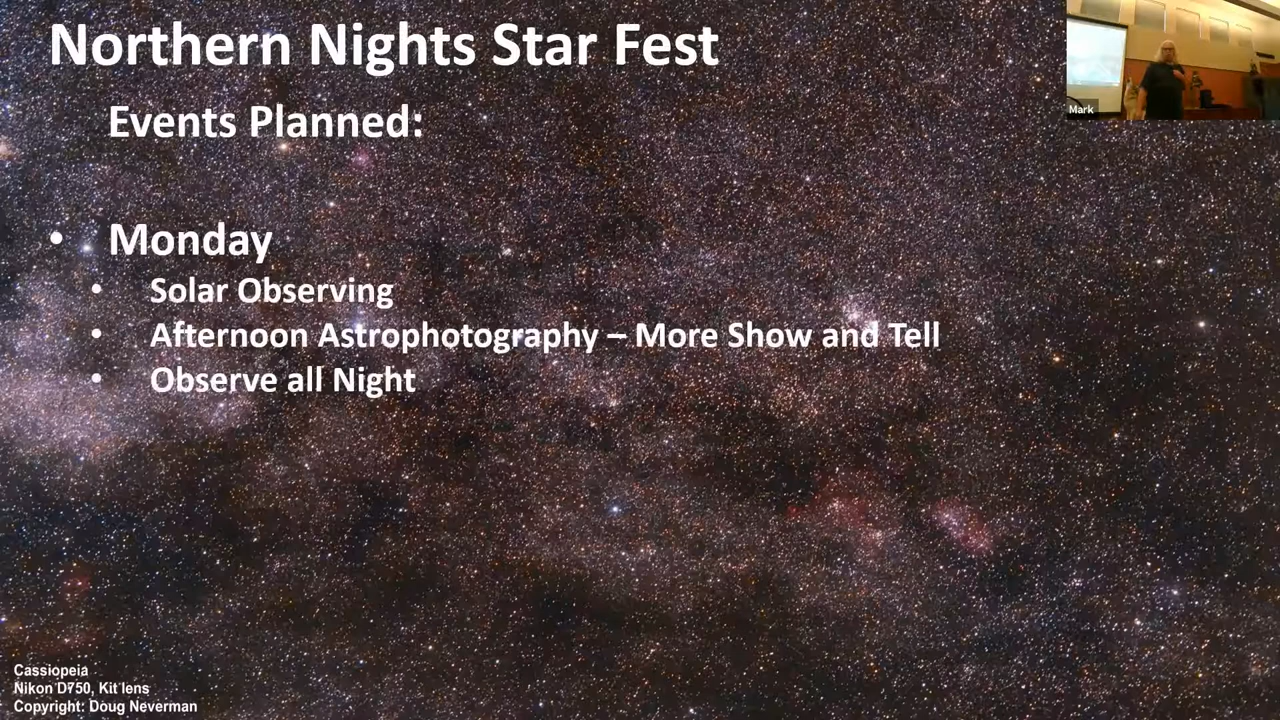 Northern Nights Star Fest
Mark
Events Planned:
• Monday
• Solar Observing
• Afternoon Astrophotography – More Show and Tell
• Observe all Night
Cassiopeia
Nikon D750, Kit lens
Copyright: Doug Neverman